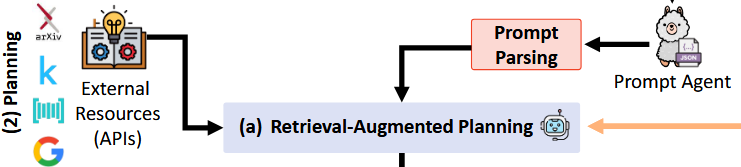 (2) Planning
arXiv
k
External
Resources
(APIs)
Prompt
Parsing
{...}
JSON
Prompt Agent
(a) Retrieval-Augmented Planning
G